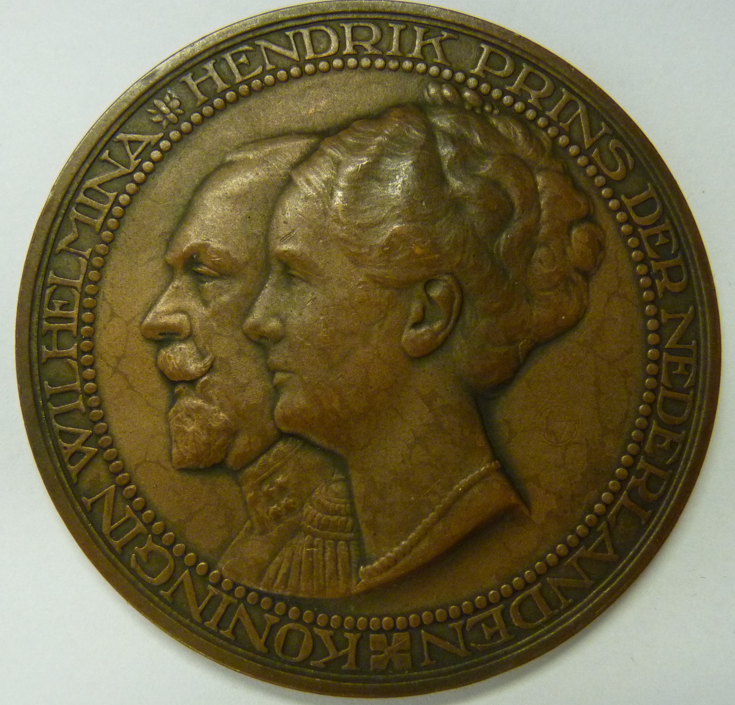 KONINGIN WILHELMINA HENDRIK PRINS DER NEDERLANDEN